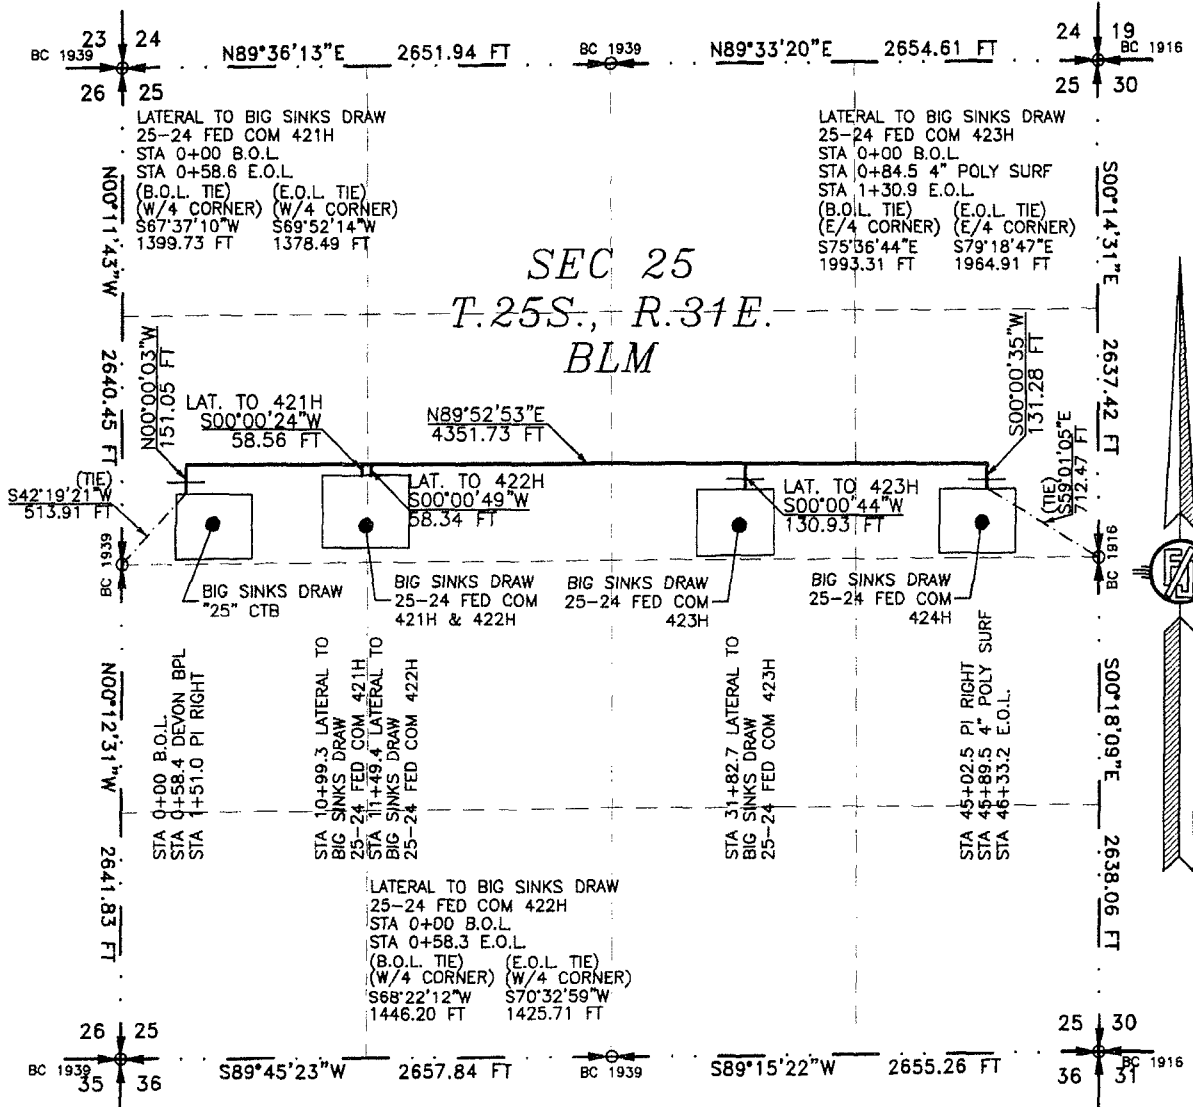 23 24
BC 1939
26 25
N89°36'13"E 2651.94 FT
BC 1939
N89°33'20"E 2654.61 FT
24 19
BC 1916
25 30
LATERAL TO BIG SINKS DRAW
25-24 FED COM 421H
STA 0+00 B.O.L.
STA 0+58.6 E.O.L.
(B.O.L. TIE) (E.O.L. TIE)
(W/4 CORNER) (W/4 CORNER)
S67°37'10"W S69°52'14"W
1399.73 FT 1378.49 FT
LATERAL TO BIG SINKS DRAW
25-24 FED COM 423H
STA 0+00 B.O.L.
STA 0+84.5 4" POLY SURF
STA 1+30.9 E.O.L.
(B.O.L. TIE) (E.O.L. TIE)
(E/4 CORNER) (E/4 CORNER)
S75°36'44"E S79°18'47"E
1993.31 FT 1964.91 FT
N00°11'43"W 2640.45 FT
S00°14'31"E 2637.42 FT
SEC 25
T.25S., R.31E.
BLM
N00°00'03"W
151.05 FT
LAT. TO 421H
S00°00'24"W
58.56 FT
N89°52'53"E
4351.73 FT
S00°00'35"W
131.28 FT
(TIE)
S42°19'21"W
513.91 FT
LAT. TO 422H
S00°00'49"W
58.34 FT
LAT. TO 423H
S00°00'44"W
130.93 FT
(TIE)
S59°01'05"E
712.47 FT
BC 1939
BC 1916
BIG SINKS DRAW
"25" CTB
BIG SINKS DRAW
25-24 FED COM
421H & 422H
BIG SINKS DRAW
25-24 FED COM
423H
BIG SINKS DRAW
25-24 FED COM
424H
N00°12'31"W 2641.83 FT
S00°18'09"E 2638.06 FT
STA 0+00 B.O.L.
STA 0+58.4 DEVON BPL
STA 1+51.0 PI RIGHT
STA 10+99.3 LATERAL TO
BIG SINKS DRAW
25-24 FED COM 421H
STA 11+49.4 LATERAL TO
BIG SINKS DRAW
25-24 FED COM 422H
STA 31+82.7 LATERAL TO
BIG SINKS DRAW
25-24 FED COM 423H
STA 45+02.5 PI RIGHT
STA 45+89.5 4" POLY SURF
STA 46+33.2 E.O.L.
LATERAL TO BIG SINKS DRAW
25-24 FED COM 422H
STA 0+00 B.O.L.
STA 0+58.3 E.O.L.
(B.O.L. TIE) (E.O.L. TIE)
(W/4 CORNER) (W/4 CORNER)
S68°22'12"W S70°32'59"W
1446.20 FT 1425.71 FT
26 25
BC 1939
35 36
S89°45'23"W 2657.84 FT
BC 1939
S89°15'22"W 2655.26 FT
25 30
BC 1916
36 31